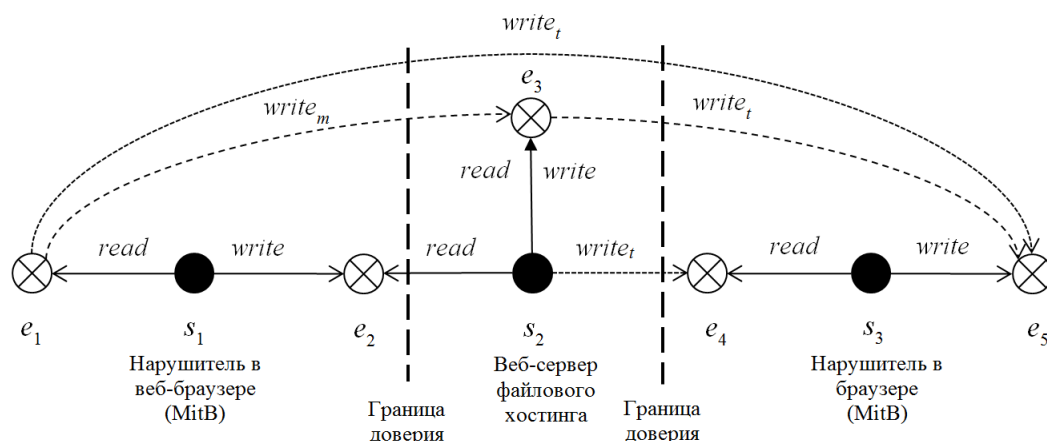 write_t
e_3
write_m
write_t
read write
read write read write_t read write
e_1 s_1 e_2 s_2 e_4 s_3 e_5
Нарушитель в
веб-браузере
(MitB)
Граница
доверия
Веб-сервер
файлового
хостинга
Граница
доверия
Нарушитель в
браузере
(MitB)